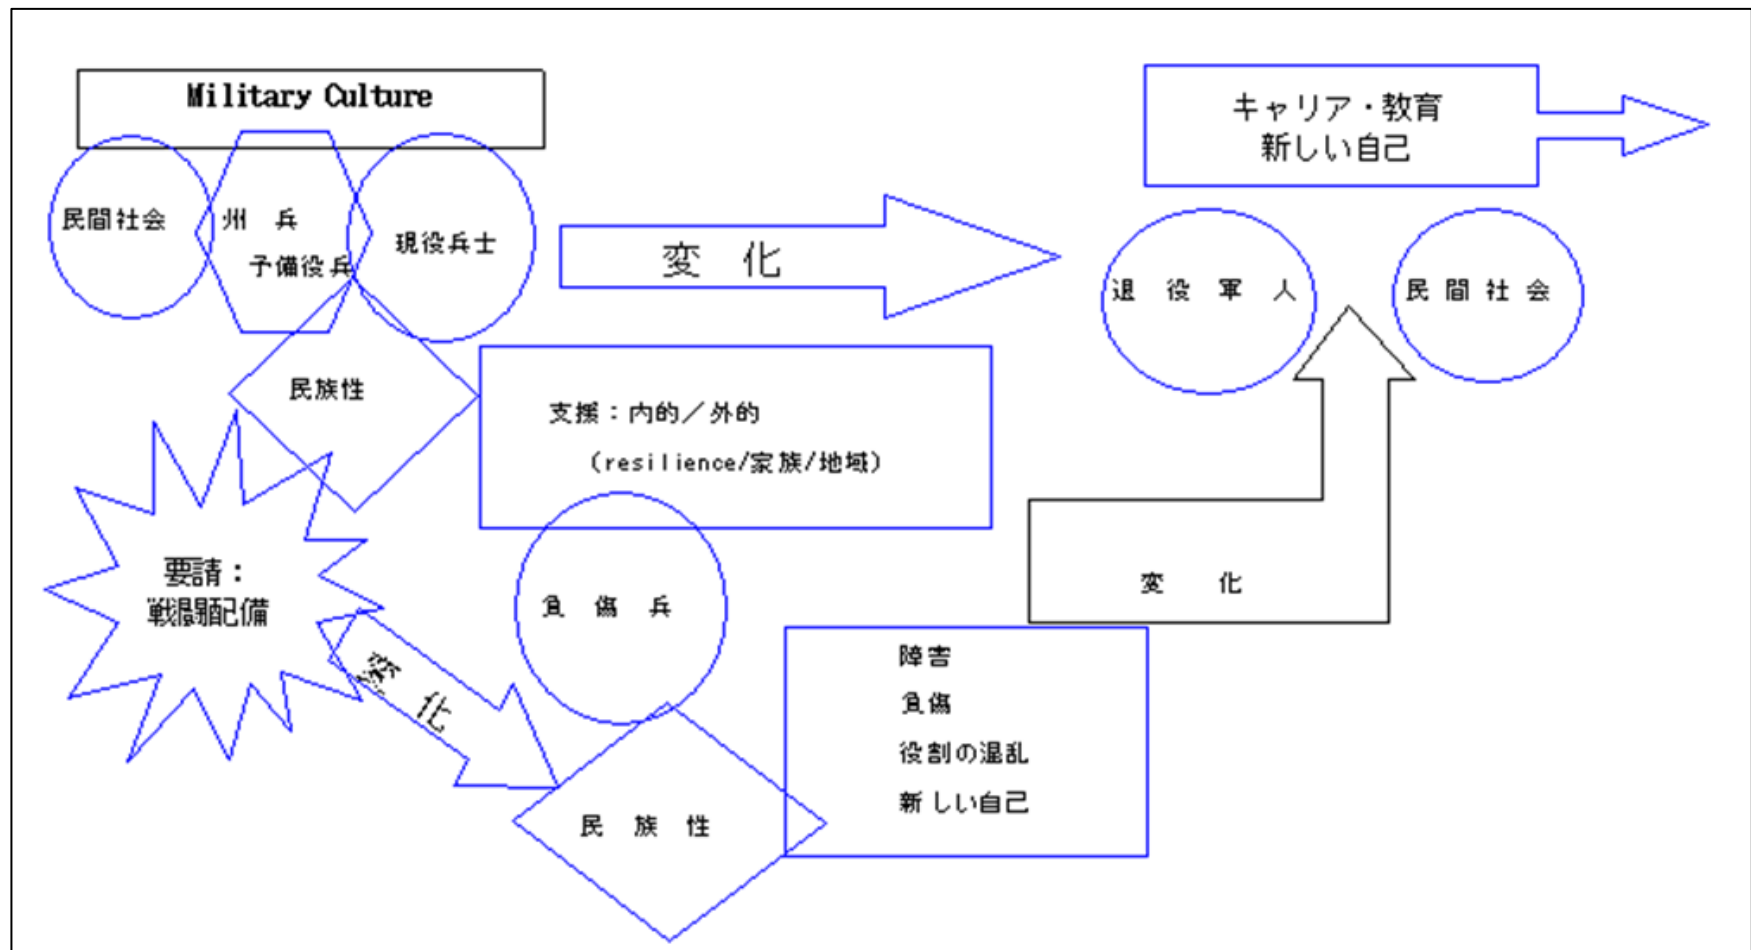 Military Culture
キャリア・教育
新しい自己
民間社会
州　兵
予備役兵
現役兵士
変　化
退　役　軍　人
民 間 社 会
民族性
支援：内的／外的
（resilience/家族/地域）
要請：
戦闘配備
負　傷　兵
変　化
変　　化
障害
負傷
役割の混乱
新しい自己
民　族　性